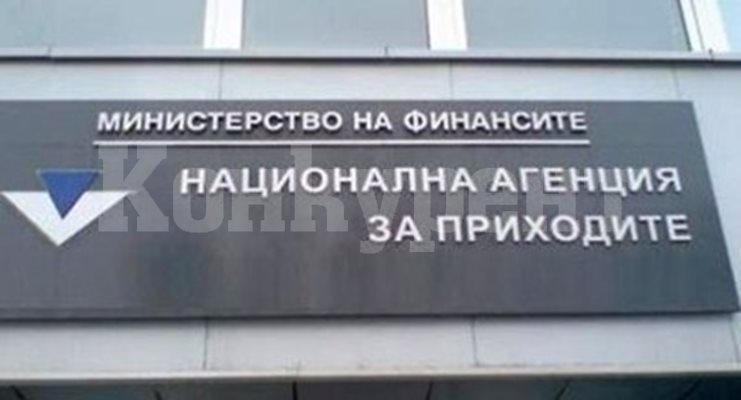 МИНИСТЕРСТВО НА ФИНАНСИТЕ
НАЦИОНАЛНА АГЕНЦИЯ
ЗА ПРИХОДИТЕ
Конкурент